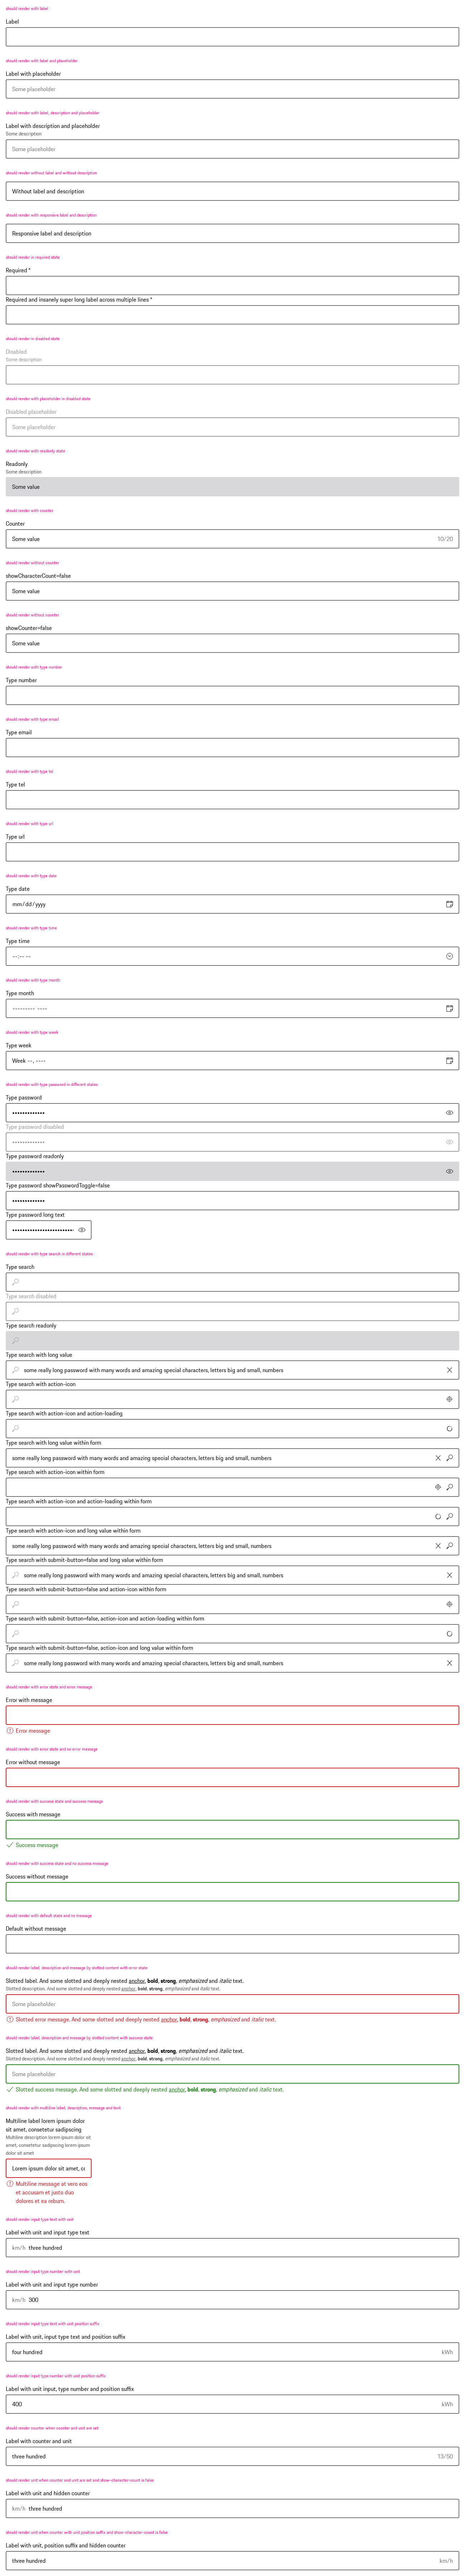 should render with label
Label
should render with label and placeholder
Label with placeholder
Some placeholder
should render with label, description and placeholder
Label with description and placeholder
Some description
Some placeholder
should render without label and without description
Without label and description
should render with responsive label and description
Responsive label and description
should render in required state
Required *
Required and insanely super long label across multiple lines *
should render in disabled state
Disabled
Some description
should render with placeholder in disabled state
Disabled placeholder
Some placeholder
should render with readonly state
Readonly
Some description
Some value
should render with counter
Counter
Some value 10/20
should render without counter
showCharacterCount=false
Some value
should render without counter
showCounter=false
Some value
should render with type number
Type number
should render with type email
Type email
should render with type tel
Type tel
should render with type url
Type url
should render with type date
Type date
mm/dd/yyyy
should render with type time
Type time
--:-- --
should render with type month
Type month
--------- ----
should render with type week
Type week
Week --, ----
should render with type password in different states
Type password
•••••••••••••
Type password disabled
•••••••••••••
Type password readonly
•••••••••••••
Type password showPasswordToggle=false
•••••••••••••
Type password long text
should render with type search in different states
Type search
Type search disabled
Type search readonly
Type search with long value
some really long password with many words and amazing special characters, letters big and small, numbers
Type search with action-icon
Type search with action-icon and action-loading
Type search with long value within form
some really long password with many words and amazing special characters, letters big and small, numbers
Type search with action-icon within form
Type search with action-icon and action-loading within form
Type search with action-icon and long value within form
some really long password with many words and amazing special characters, letters big and small, numbers
Type search with submit-button=false and long value within form
some really long password with many words and amazing special characters, letters big and small, numbers
Type search with submit-button=false and action-icon within form
Type search with submit-button=false, action-icon and action-loading within form
Type search with submit-button=false, action-icon and long value within form
some really long password with many words and amazing special characters, letters big and small, numbers
should render with error state and error message
Error with message
Error message
should render with error state and no error message
Error without message
should render with success state and success message
Success with message
Success message
should render with success state and no success message
Success without message
should render with default state and no message
Default without message
should render label, description and message by slotted content with error state
Slotted label. And some slotted and deeply nested anchor, bold, strong, emphasized and italic text.
Slotted description. And some slotted and deeply nested anchor, bold, strong, emphasized and italic text.
Some placeholder
Slotted error message. And some slotted and deeply nested anchor, bold, strong, emphasized and italic text.
should render label, description and message by slotted content with success state
Slotted label. And some slotted and deeply nested anchor, bold, strong, emphasized and italic text.
Slotted description. And some slotted and deeply nested anchor, bold, strong, emphasized and italic text.
Some placeholder
Slotted success message. And some slotted and deeply nested anchor, bold, strong, emphasized and italic text.
should render with multiline label, description, message and text
Multiline label lorem ipsum dolor
sit amet, consetetur sadipscing
Multiline description lorem ipsum dolor sit
amet, consetetur sadipscing lorem ipsum
dolor sit amet
Lorem ipsum dolor sit amet, co
Multiline message at vero eos
et accusam et justo duo
dolores et ea rebum.
should render input type text with unit
Label with unit and input type text
km/h three hundred
should render input type number with unit
Label with unit and input type number
km/h 300
should render input type text with unit position suffix
Label with unit, input type text and position suffix
four hundred kWh
should render input type number with unit position suffix
Label with unit input, type number and position suffix
400 kWh
should render counter when counter and unit are set
Label with counter and unit
three hundred 13/50
should render unit when counter and unit are set and show-character-count is false
Label with unit and hidden counter
km/h three hundred
should render unit when counter with unit position suffix and show-character-count is false
Label with unit, position suffix and hidden counter
three hundred km/h